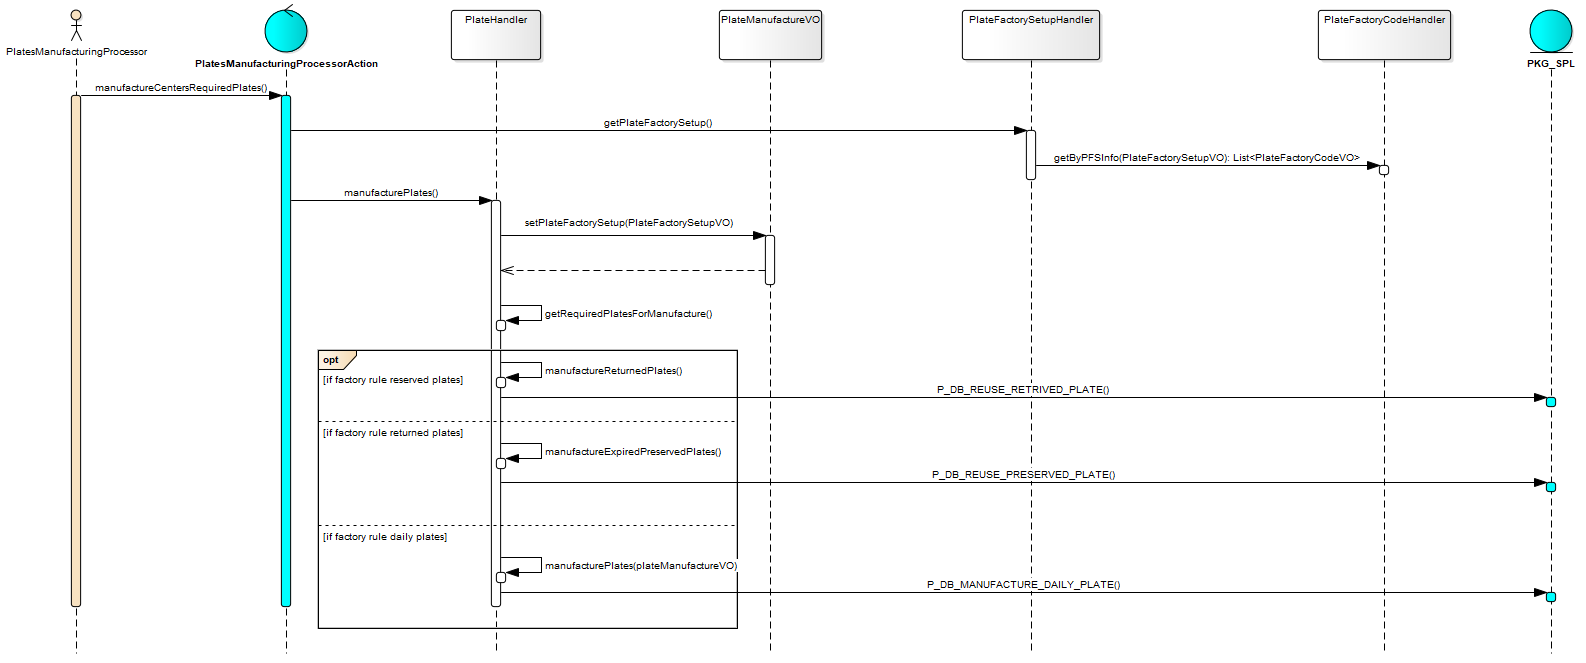 PlateHandler
PlateManufactureVO
PlateFactorySetupHandler
PlateFactoryCodeHandler
PlatesManufacturingProcessor
PlatesManufacturingProcessorAction
PKG_SPL
manufactureCentersRequiredPlates()
getPlateFactorySetup()
getByPFSInfo(PlateFactorySetupVO): List<PlateFactoryCodeVO>
manufacturePlates()
setPlateFactorySetup(PlateFactorySetupVO)
getRequiredPlatesForManufacture()
opt
manufactureReturnedPlates()
[if factory rule reserved plates]
P_DB_REUSE_RETRIVED_PLATE()
[if factory rule returned plates]
manufactureExpiredPreservedPlates()
P_DB_REUSE_PRESERVED_PLATE()
[if factory rule daily plates]
manufacturePlates(plateManufactureVO)
P_DB_MANUFACTURE_DAILY_PLATE()